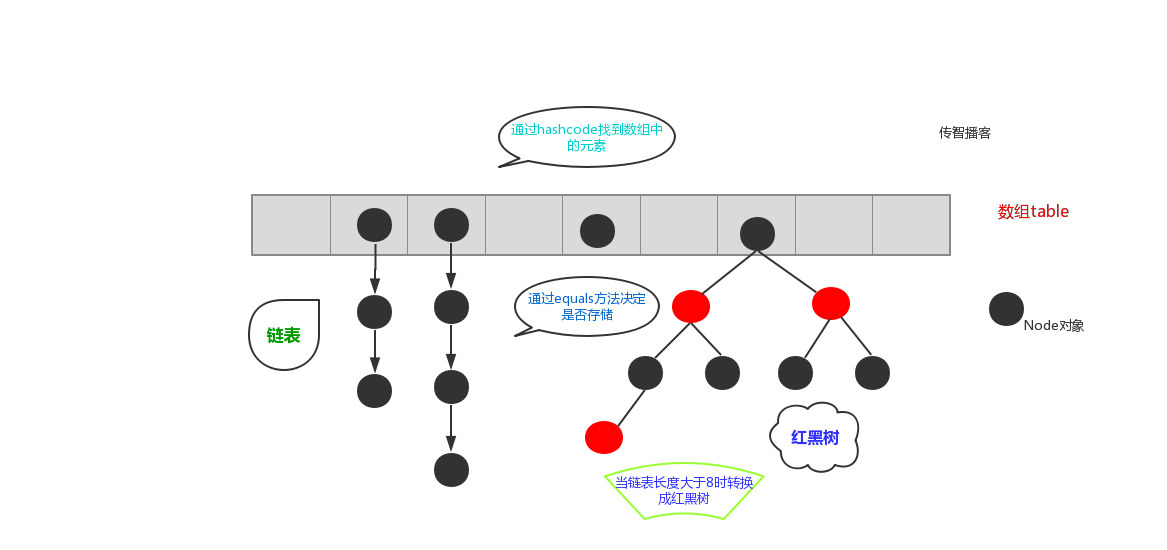 通过hashcode找到数组中
的元素
传智播客
数组table
通过equals方法决定
是否存储
链表
Node对象
红黑树
当链表长度大于8时转换
成红黑树